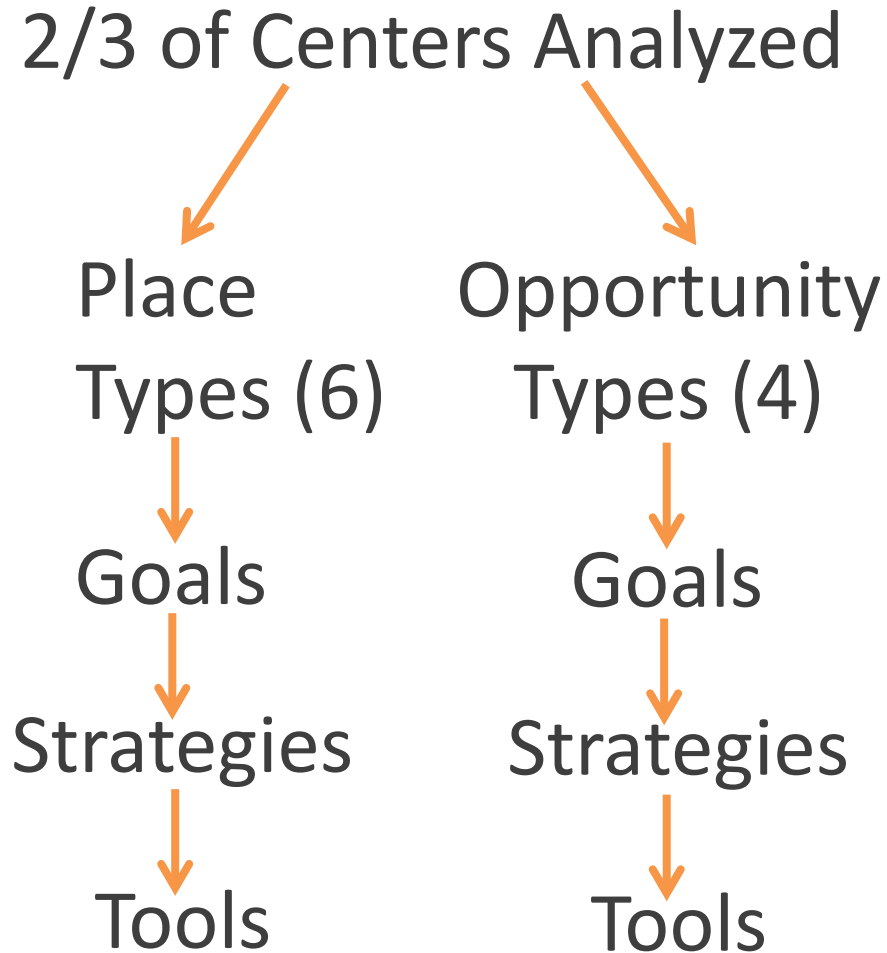 2/3 of Centers Analyzed
Place
Types (6)
Goals
Strategies
Tools
Opportunity
Types (4)
Goals
Strategies
Tools